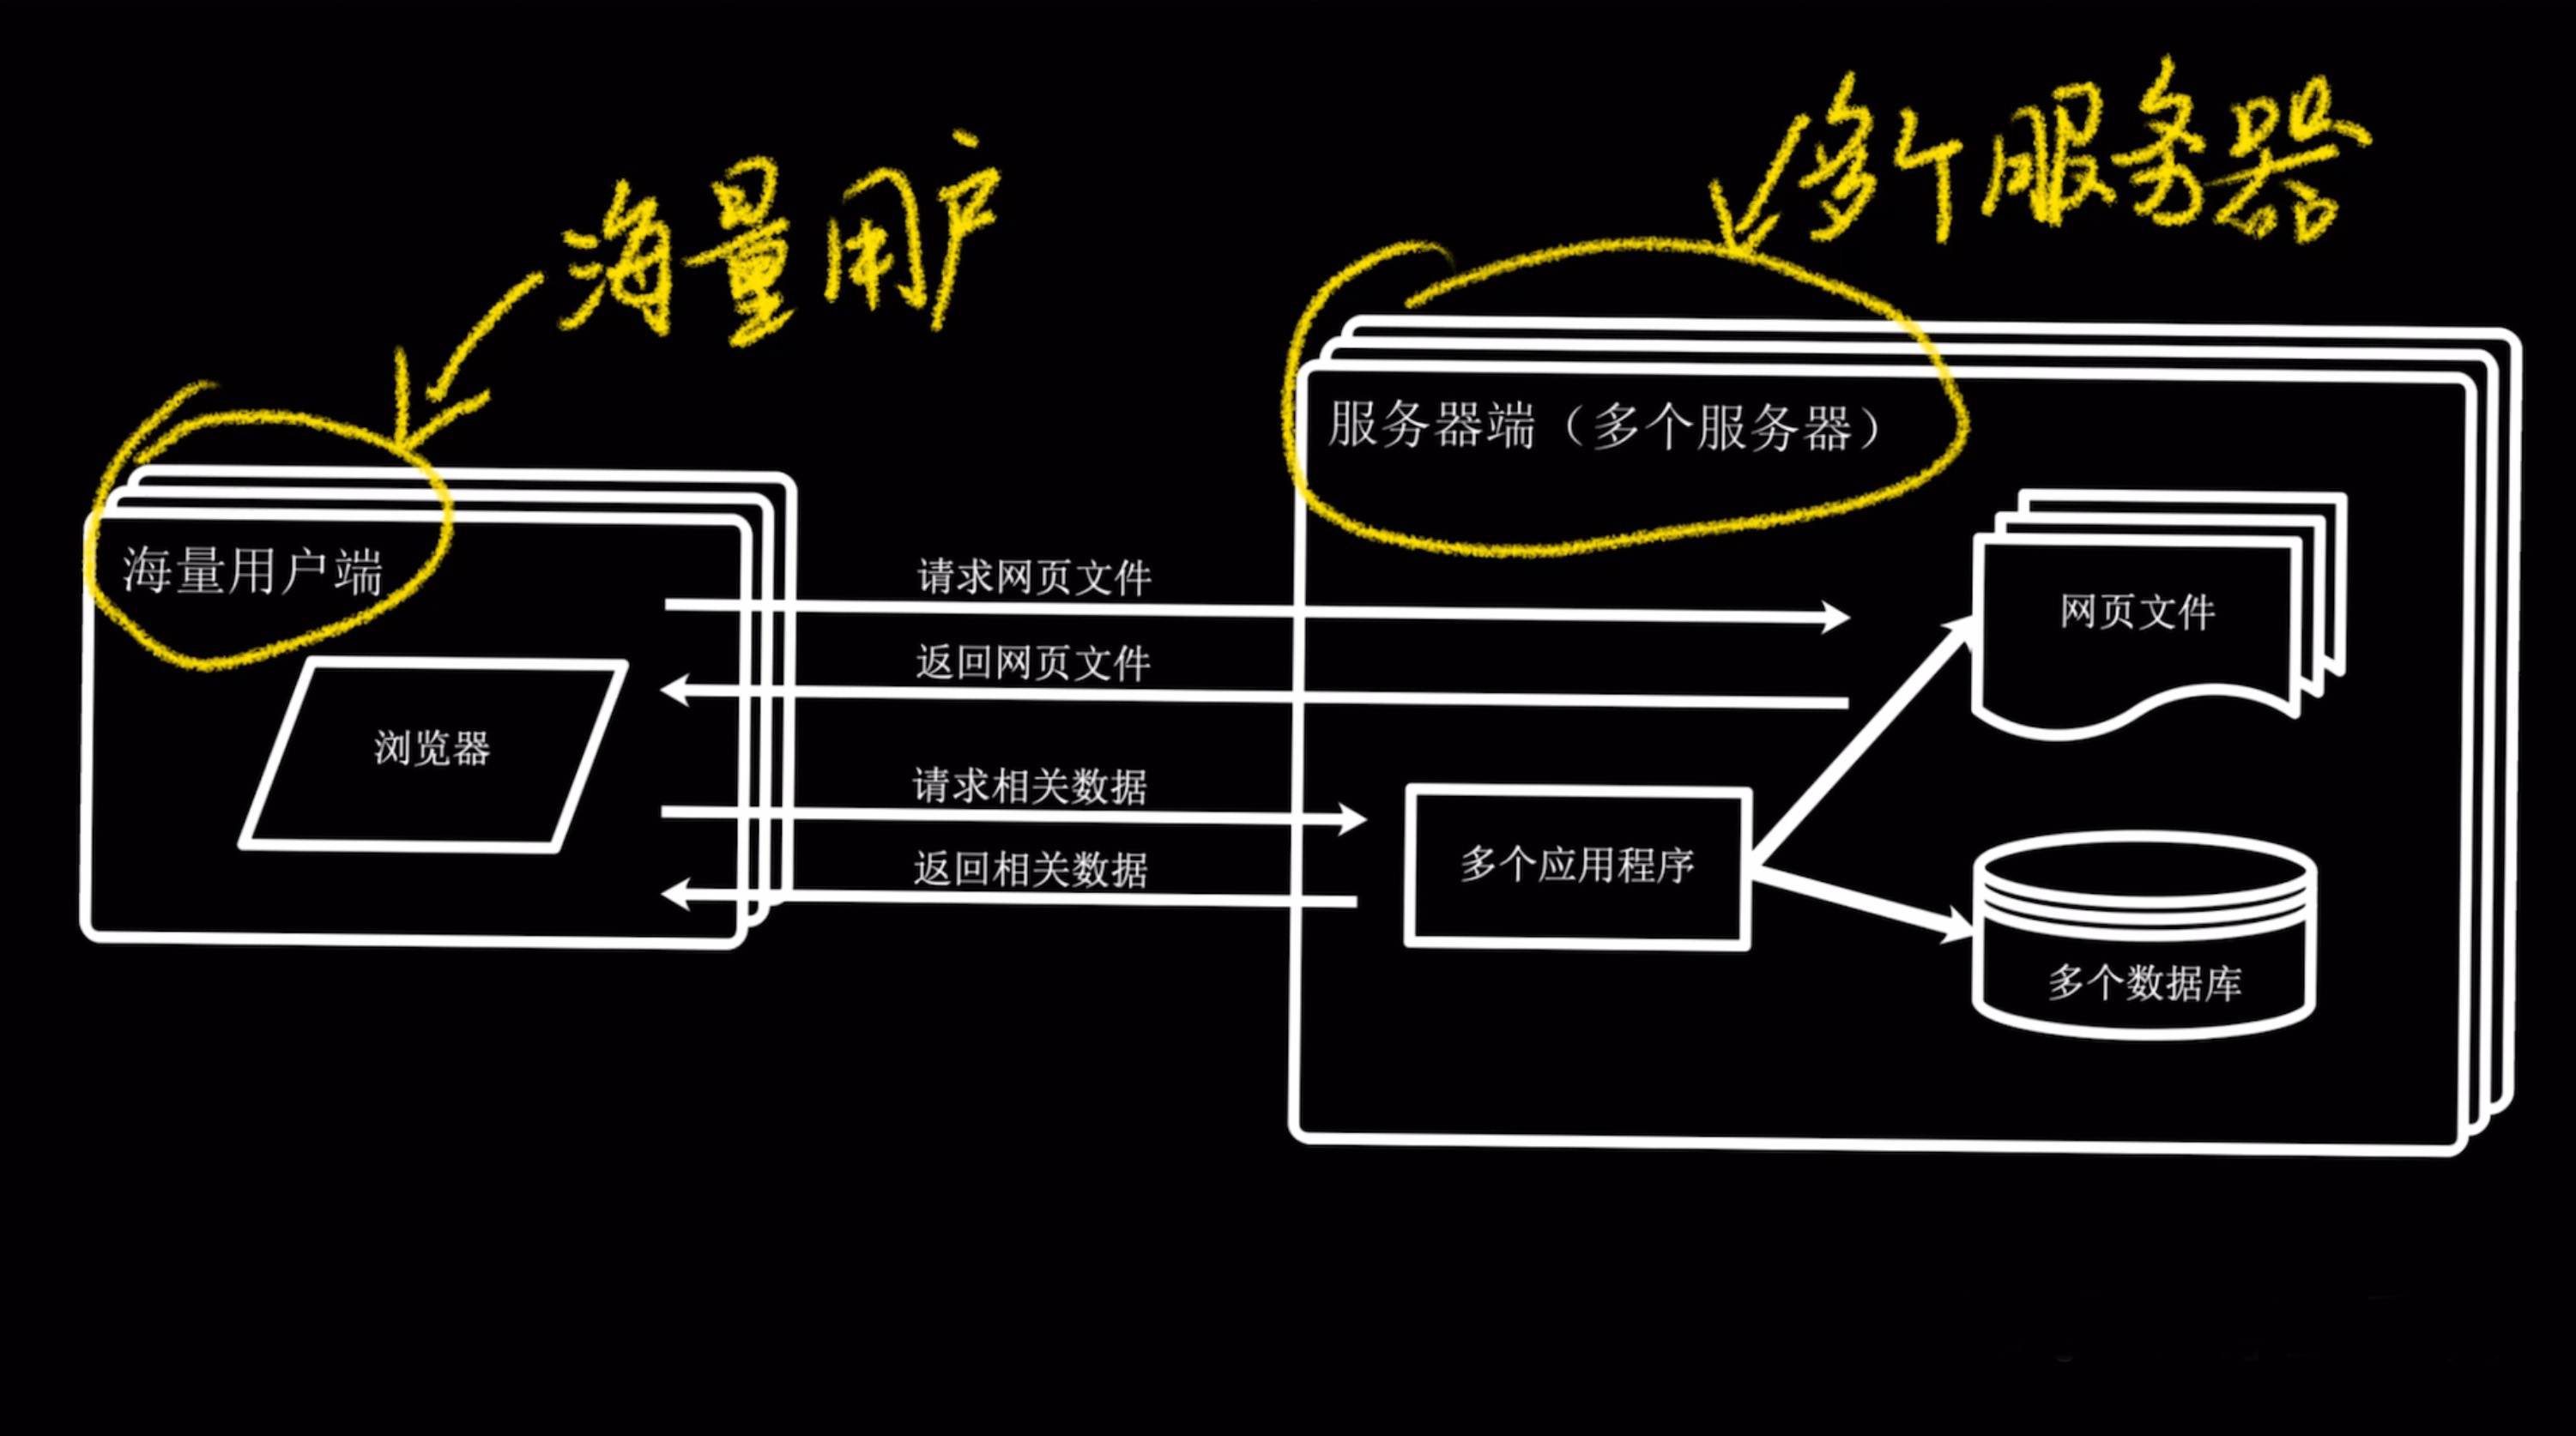 海量用户
多个服务器
海量用户端
浏览器
请求网页文件
返回网页文件
请求相关数据
返回相关数据
服务器端（多个服务器）
网页文件
多个应用程序
多个数据库